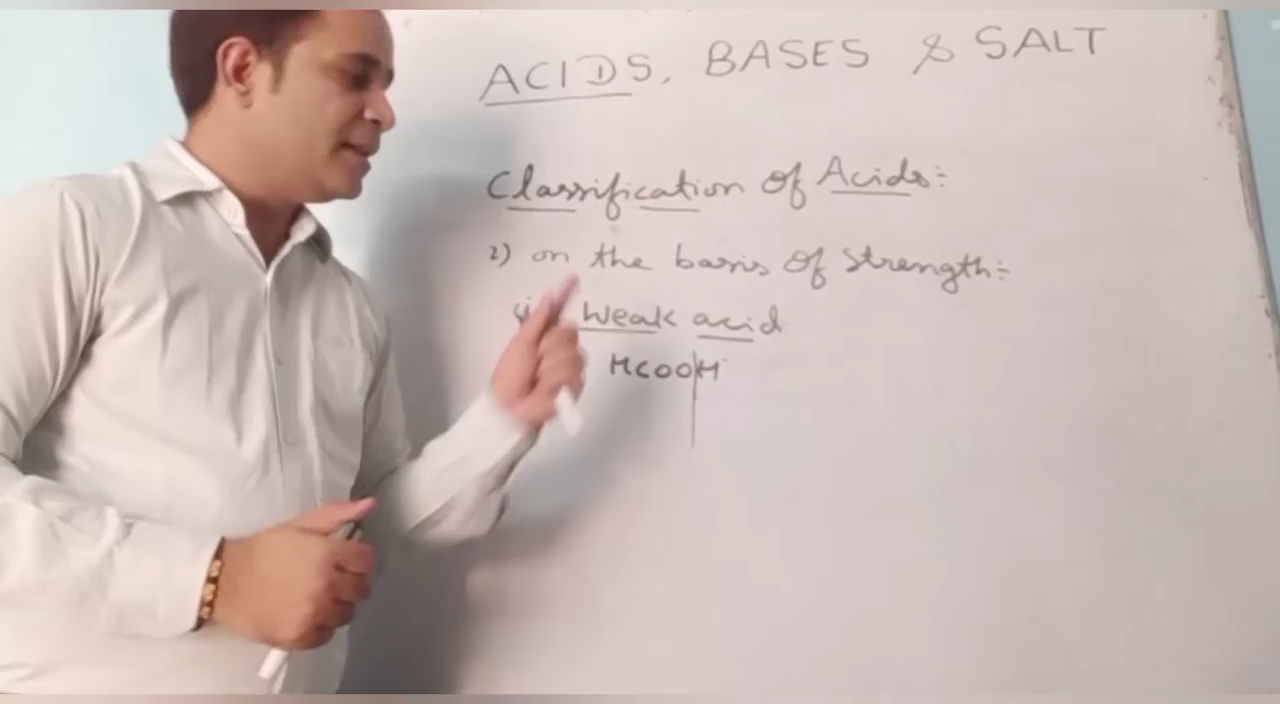 ACIDS, BASES & SALT
Classification of Acids:
2) on the basis of strength:
Weak acid
HCOOH